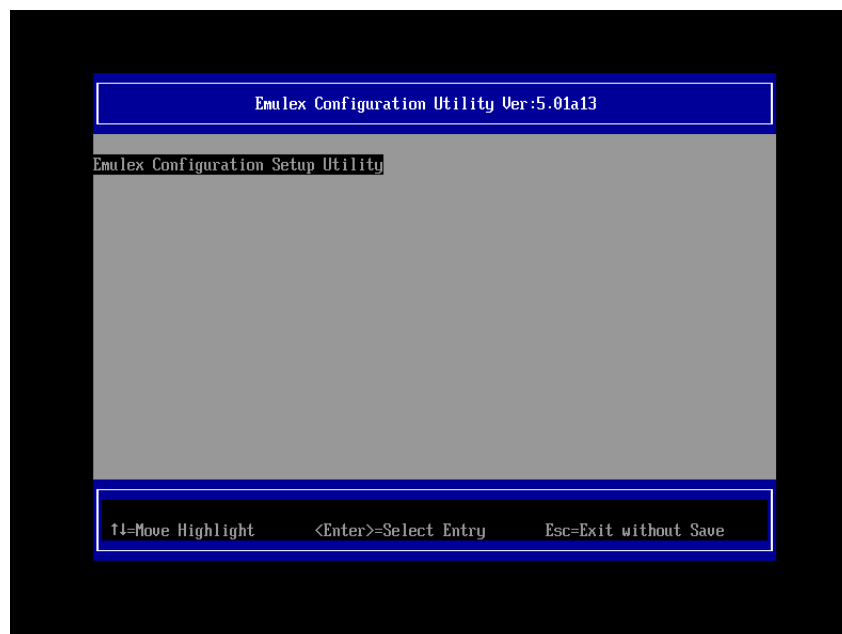 Emulex Configuration Utility Ver:5.01a13
Emulex Configuration Setup Utility
↑↓=Move Highlight <Enter>=Select Entry Esc=Exit without Save